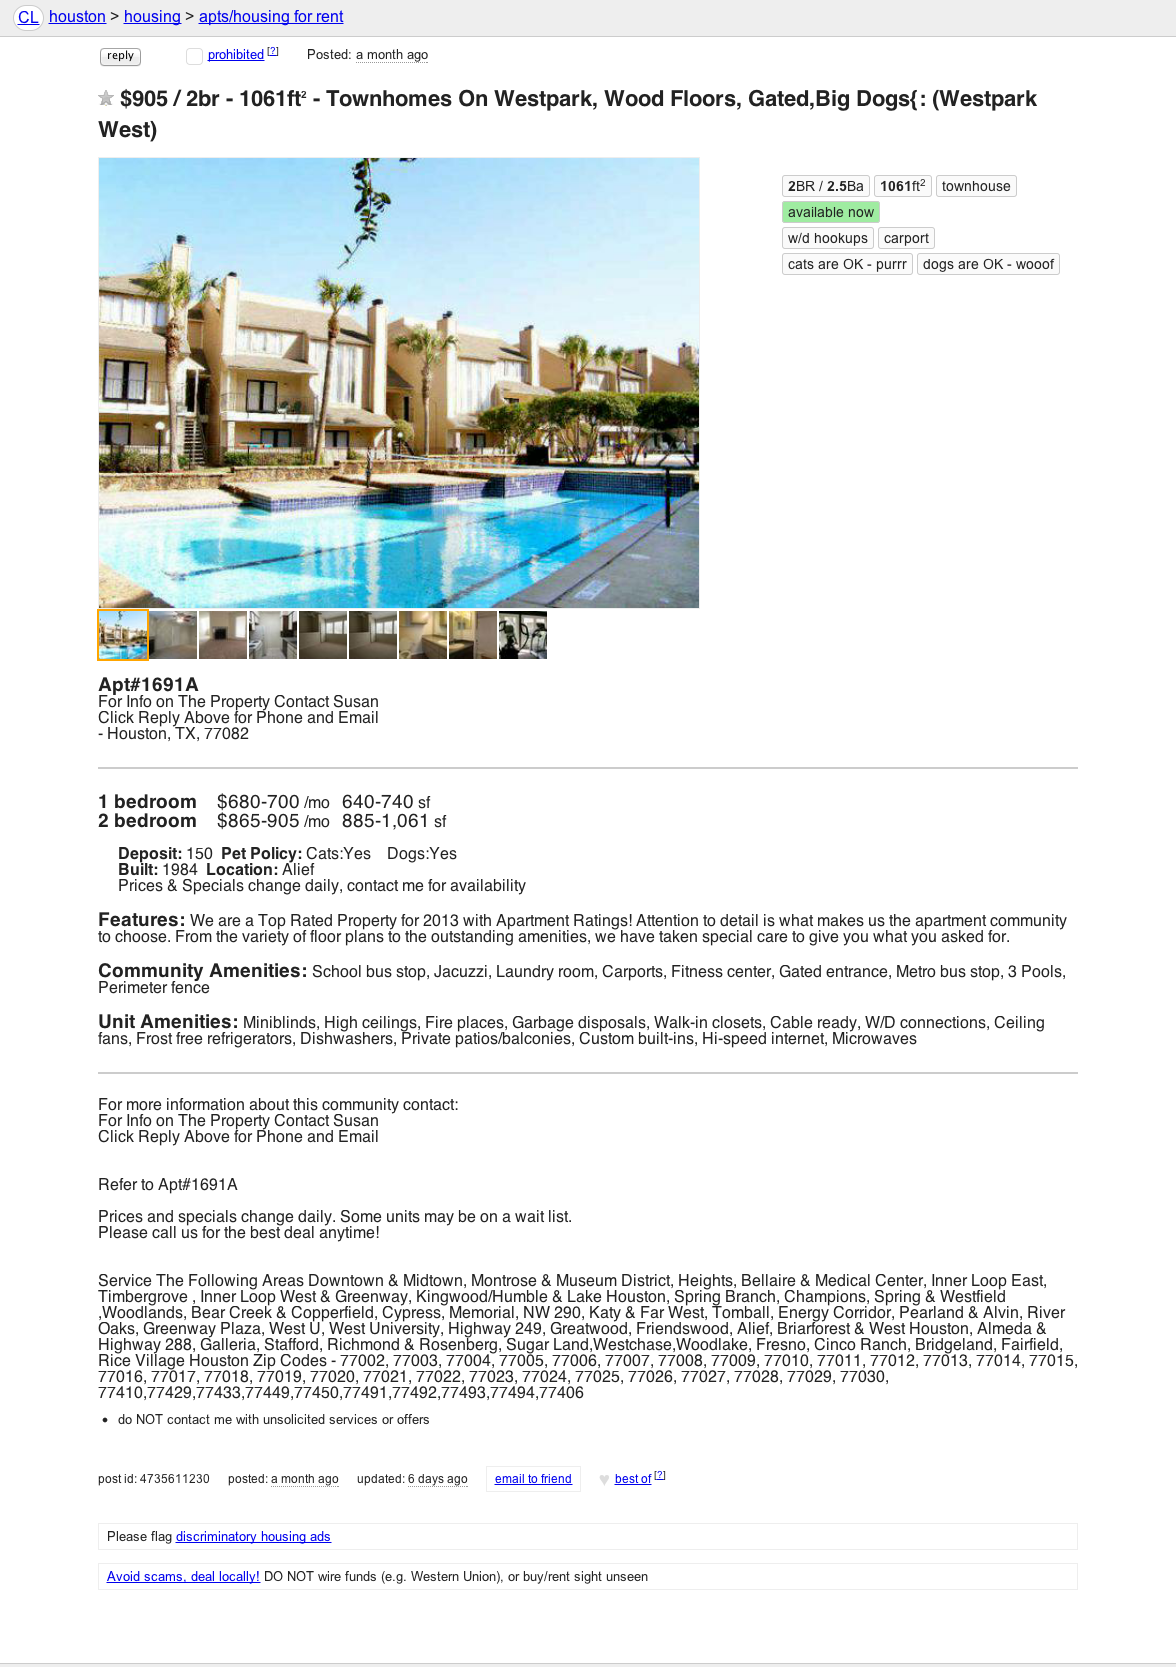 CL houston > housing > apts/housing for rent
reply prohibited [?] Posted: a month ago
$905 / 2br - 1061ft² - Townhomes On Westpark, Wood Floors, Gated,Big Dogs{: (Westpark
West)
2BR / 2.5Ba 1061ft2 townhouse
available now
w/d hookups carport
cats are OK - purrr dogs are OK - wooof
Apt#1691A
For Info on The Property Contact Susan
Click Reply Above for Phone and Email
- Houston, TX, 77082
1 bedroom $680-700 /mo 640-740 sf
2 bedroom $865-905 /mo 885-1,061 sf
Deposit: 150 Pet Policy: Cats:Yes Dogs:Yes
Built: 1984 Location: Alief
Prices & Specials change daily, contact me for availability
Features: We are a Top Rated Property for 2013 with Apartment Ratings! Attention to detail is what makes us the apartment community
to choose. From the variety of floor plans to the outstanding amenities, we have taken special care to give you what you asked for.
Community Amenities: School bus stop, Jacuzzi, Laundry room, Carports, Fitness center, Gated entrance, Metro bus stop, 3 Pools,
Perimeter fence
Unit Amenities: Miniblinds, High ceilings, Fire places, Garbage disposals, Walk-in closets, Cable ready, W/D connections, Ceiling
fans, Frost free refrigerators, Dishwashers, Private patios/balconies, Custom built-ins, Hi-speed internet, Microwaves
For more information about this community contact:
For Info on The Property Contact Susan
Click Reply Above for Phone and Email
Refer to Apt#1691A
Prices and specials change daily. Some units may be on a wait list.
Please call us for the best deal anytime!
Service The Following Areas Downtown & Midtown, Montrose & Museum District, Heights, Bellaire & Medical Center, Inner Loop East,
Timbergrove , Inner Loop West & Greenway, Kingwood/Humble & Lake Houston, Spring Branch, Champions, Spring & Westfield
,Woodlands, Bear Creek & Copperfield, Cypress, Memorial, NW 290, Katy & Far West, Tomball, Energy Corridor, Pearland & Alvin, River
Oaks, Greenway Plaza, West U, West University, Highway 249, Greatwood, Friendswood, Alief, Briarforest & West Houston, Almeda &
Highway 288, Galleria, Stafford, Richmond & Rosenberg, Sugar Land,Westchase,Woodlake, Fresno, Cinco Ranch, Bridgeland, Fairfield,
Rice Village Houston Zip Codes - 77002, 77003, 77004, 77005, 77006, 77007, 77008, 77009, 77010, 77011, 77012, 77013, 77014, 77015,
77016, 77017, 77018, 77019, 77020, 77021, 77022, 77023, 77024, 77025, 77026, 77027, 77028, 77029, 77030,
77410,77429,77433,77449,77450,77491,77492,77493,77494,77406
• do NOT contact me with unsolicited services or offers
post id: 4735611230 posted: a month ago updated: 6 days ago email to friend ♥ best of [?]
Please flag discriminatory housing ads
Avoid scams, deal locally! DO NOT wire funds (e.g. Western Union), or buy/rent sight unseen